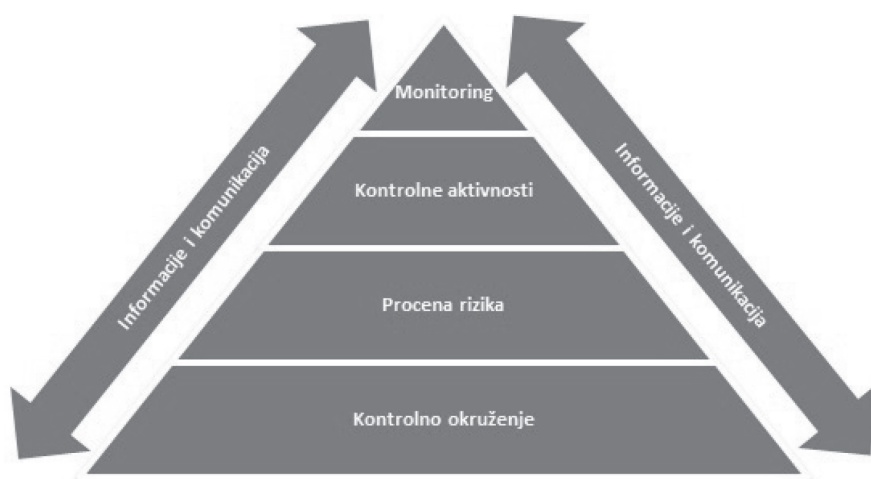 Monitoring
Kontrolne aktivnosti
Procena rizika
Kontrolno okruženje
Informacije i komunikacija
Informacije i komunikacija